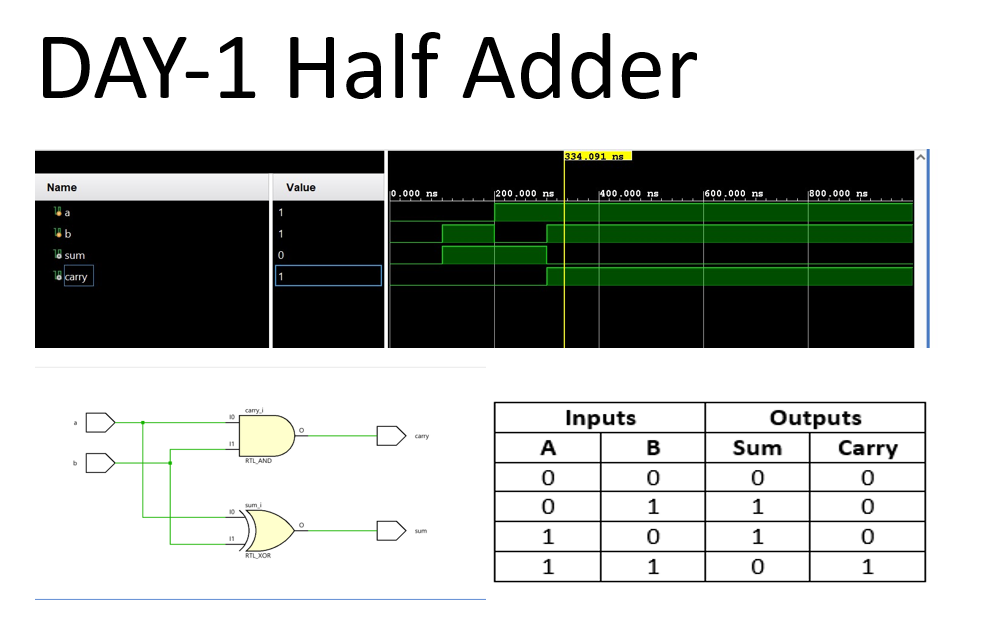 DAY-1 Half Adder
334.091 ns
Name Value
0.000 ns 200.000 ns 400.000 ns 600.000 ns 800.000 ns
a 1
b 1
sum 0
carry 1
carry_i
a I0 O carry
I1
b RTL_AND
sum_i
I0 O sum
I1
RTL_XOR
Inputs Outputs
A B Sum Carry
0 0 0 0
0 1 1 0
1 0 1 0
1 1 0 1